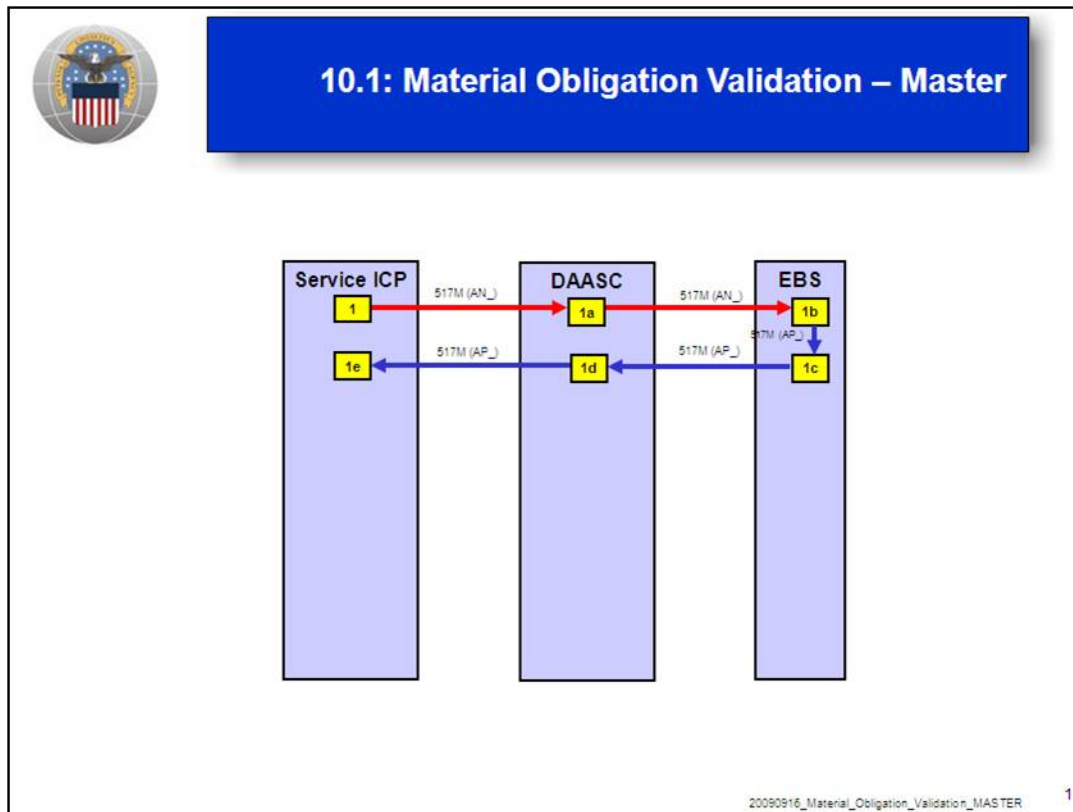 10.1: Material Obligation Validation – Master
Service ICP
DAASC
EBS
517M (AN_)
517M (AN_)
1
1a
1b
517M (AP_)
517M (AP_)
517M (AP_)
1e
1d
1c
20090916_Material_Obligation_Validation_MASTER
1